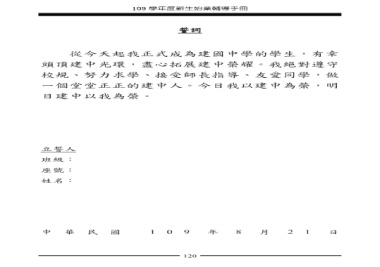 109 學年度新生始業輔導手冊
誓詞
從今天起我正式成為建國中學的學生，有幸
頭頂建中光環，盡心拓展建中榮耀。我絕對遵守
校規、努力求學、接受師長指導、友愛同學，做
一個堂堂正正的建中人。今日我以建中為榮，明
日建中以我為榮。
立誓人
班級：
座號：
姓名：
中華民國 109 年 8 月 21 日
120